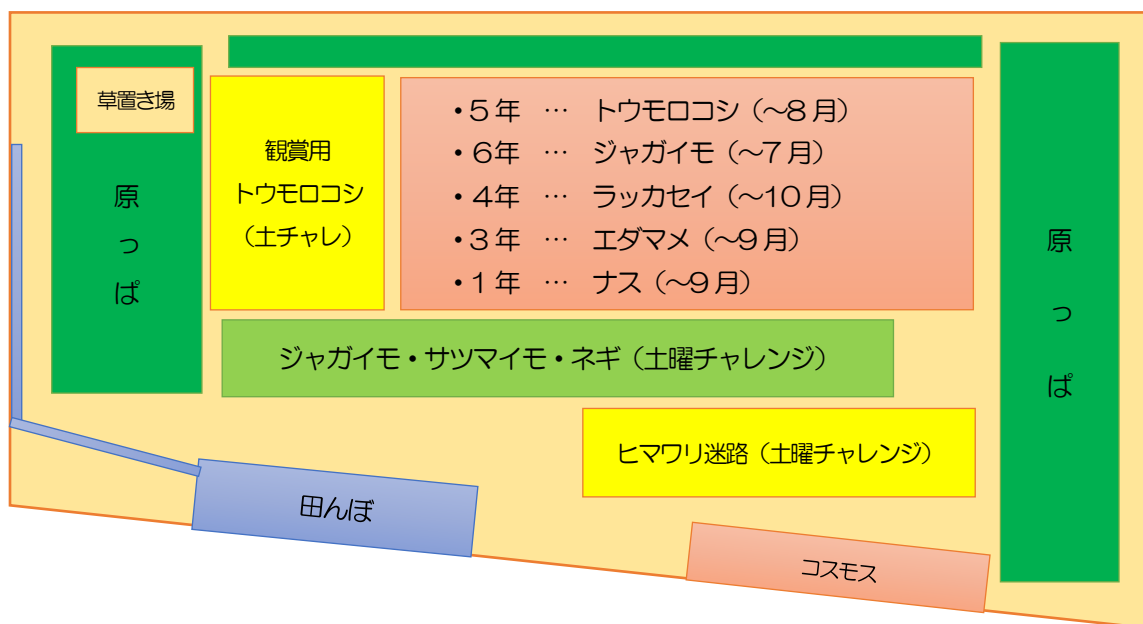 草置き場
原っぱ
観賞用
トウモロコシ
（土チャレ）
・５年　…　トウモロコシ（～８月）
・６年　…　ジャガイモ（～７月）
・４年　…　ラッカセイ（～１０月）
・３年　…　エダマメ（～９月）
・１年　…　ナス（～９月）
原っぱ
ジャガイモ・サツマイモ・ネギ（土曜チャレンジ）
ヒマワリ迷路（土曜チャレンジ）
田んぼ
コスモス